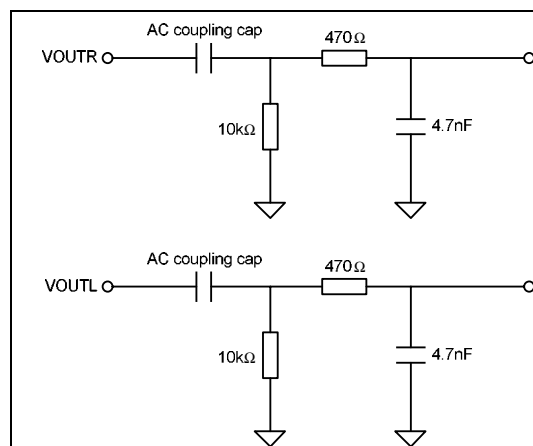 AC coupling cap
470Ω
VOUTR
10kΩ
4.7nF
AC coupling cap
470Ω
VOUTL
10kΩ
4.7nF